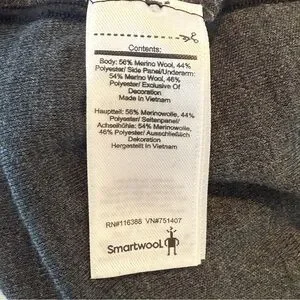 Contents:
Body: 56% Merino Wool, 44%
Polyester/ Side Panel/Underarm:
54% Merino Wool, 46%
Polyester/ Exclusive Of
Decoration
Made In Vietnam
Hauptteil: 56% Merinowolle, 44%
Polyester/ Seitenpanel/
Achselhöhle: 54% Merinowolle,
46% Polyester/ Ausschließlich
Dekoration
Hergestellt In Vietnam
RN#116388 VN#751407
Smartwool